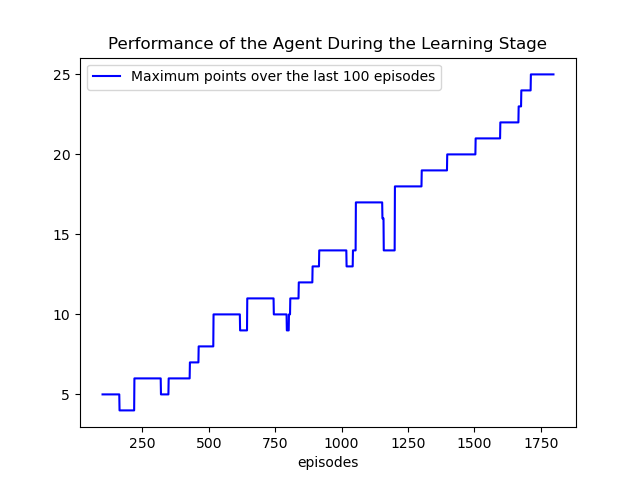 Performance of the Agent During the Learning Stage
Maximum points over the last 100 episodes
25
20
15
10
5
250 500 750 1000 1250 1500 1750
episodes